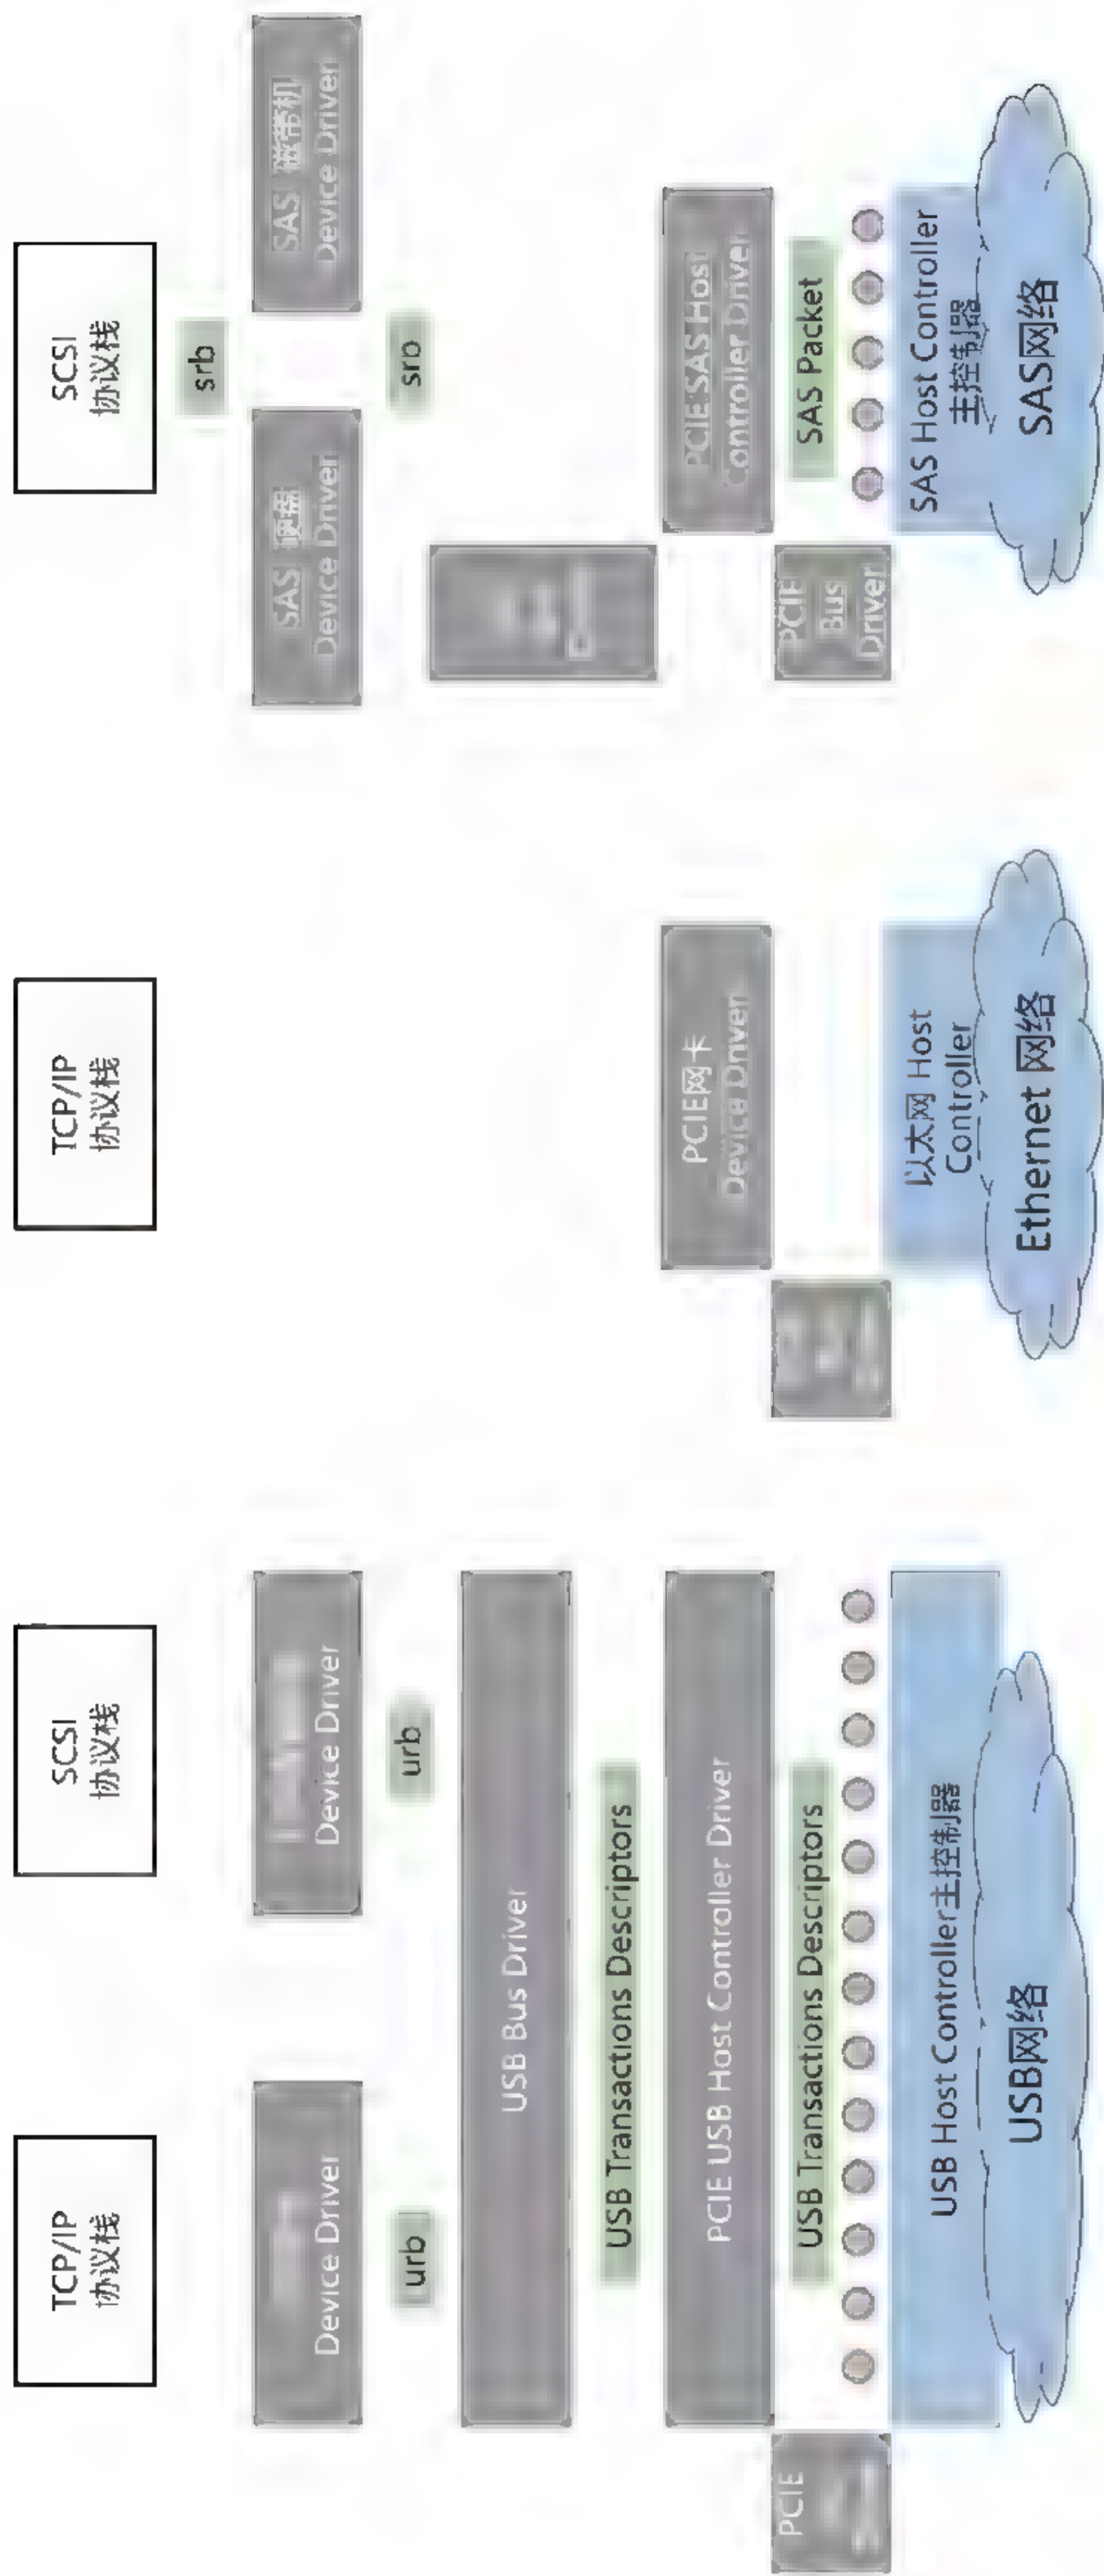 TCP/IP
协议栈
SCSI
协议栈
TCP/IP
协议栈
SCSI
协议栈
srb
Device Driver
Device Driver
SAS 硬盘
Device Driver
SAS 磁带机
Device Driver
urb
urb
srb
USB Bus Driver
USB Transactions Descriptors
PCIE USB Host Controller Driver
PCIE网卡
Device Driver
PCIE SAS Host
Controller Driver
PCIE
USB Transactions Descriptors
PCIE
Bus
Driver
SAS Packet
USB Host Controller主控制器
以太网 Host
Controller
SAS Host Controller
主控制器
USB网络
Ethernet 网络
SAS网络